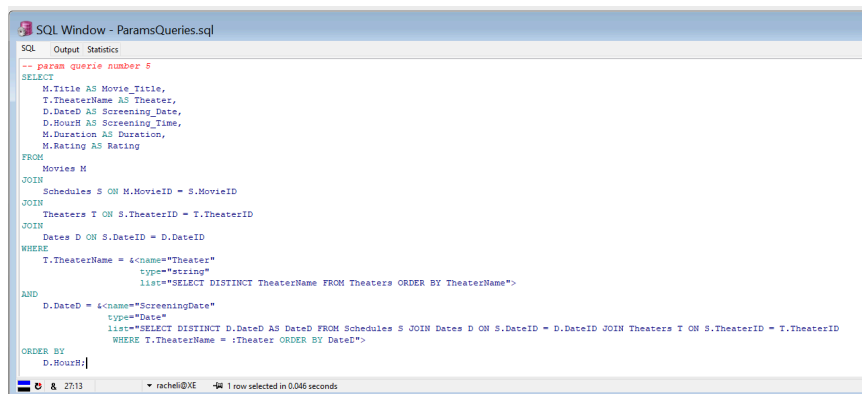 SQL Window - ParamsQueries.sql
SQL Output Statistics
-- param querie number 5
SELECT
M.Title AS Movie_Title,
T.TheaterName AS Theater,
D.DateD AS Screening_Date,
D.HourH AS Screening_Time,
M.Duration AS Duration,
M.Rating AS Rating
FROM
Movies M
JOIN
Schedules S ON M.MovieID = S.MovieID
JOIN
Theaters T ON S.TheaterID = T.TheaterID
JOIN
Dates D ON S.DateID = D.DateID
WHERE
T.TheaterName = &<name="Theater"
type="string"
list="SELECT DISTINCT TheaterName FROM Theaters ORDER BY TheaterName">
AND
D.DateD = &<name="ScreeningDate"
type="Date"
list="SELECT DISTINCT D.DateD AS DateD FROM Schedules S JOIN Dates D ON S.DateID = D.DateID JOIN Theaters T ON S.TheaterID = T.TheaterID
WHERE T.TheaterName = :Theater ORDER BY DateD">
ORDER BY
D.HourH;
& 27:13 racheli@XE 1 row selected in 0.046 seconds